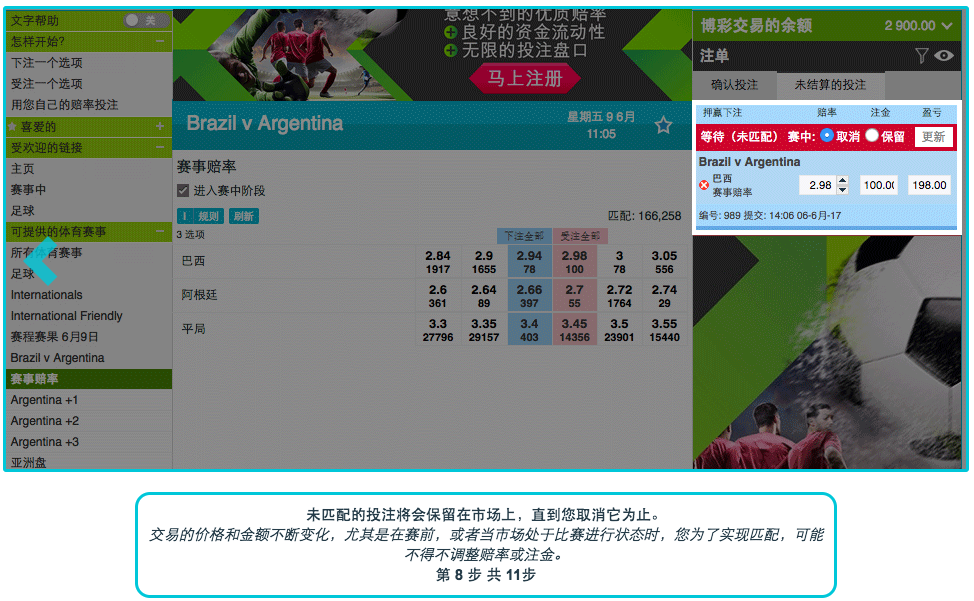 文字帮助 关
怎样开始?
下注一个选项
受注一个选项
用您自己的赔率投注
喜爱的
受欢迎的链接
主页
赛事中
足球
可提供的体育赛事
所有体育赛事
足球
Internationals
International Friendly
赛程赛果 6月9日
Brazil v Argentina
赛事赔率
Argentina +1
Argentina +2
Argentina +3
亚洲盘
意想不到的优质赔率
良好的资金流动性
无限的投注盘口
马上注册
Brazil v Argentina
星期五 9 6月
11:05
赛事赔率
进入赛中阶段
规则 刷新
匹配: 166,258
3 选项
下注全部 受注全部
巴西 2.84 2.9 2.94 2.98 3 3.05
1917 1655 78 100 78 556
阿根廷 2.6 2.64 2.66 2.7 2.72 2.74
361 89 397 55 1764 29
平局 3.3 3.35 3.4 3.45 3.5 3.55
27796 29157 403 14356 23901 15440
博彩交易的余额 2 900.00
注单
确认投注 未结算的投注
押赢下注 赔率 注金 盈亏
等待（未匹配） 赛中: 取消 保留 更新
Brazil v Argentina
巴西
赛事赔率
2.98 100.0 198.00
编号: 989 提交: 14:06 06-6月-17
未匹配的投注将会保留在市场上，直到您取消它为止。
交易的价格和金额不断变化，尤其是在赛前，或者当市场处于比赛进行状态时，您为了实现匹配，可能
不得不调整赔率或注金。
第 8 步 共 11步